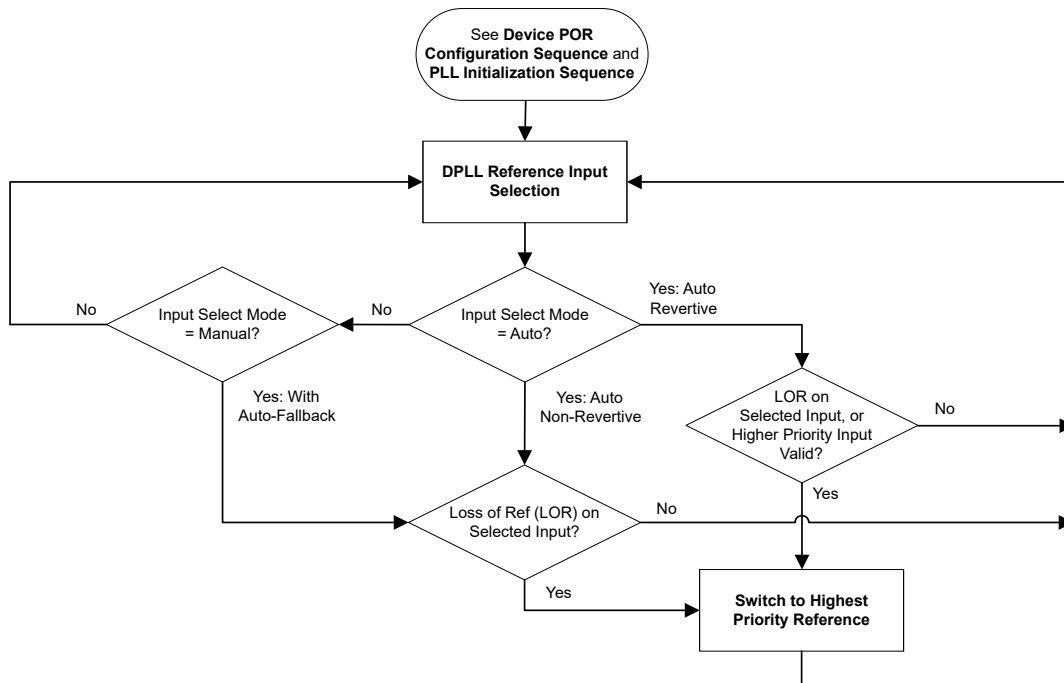 See Device POR
Configuration Sequence and
PLL Initialization Sequence
DPLL Reference Input
Selection
No
Input Select Mode
= Manual?
No
Input Select Mode
= Auto?
Yes: Auto
Revertive
Yes: With
Auto-Fallback
Yes: Auto
Non-Revertive
LOR on
Selected Input, or
Higher Priority Input
Valid?
No
Yes
Loss of Ref (LOR) on
Selected Input?
No
Yes
Switch to Highest
Priority Reference